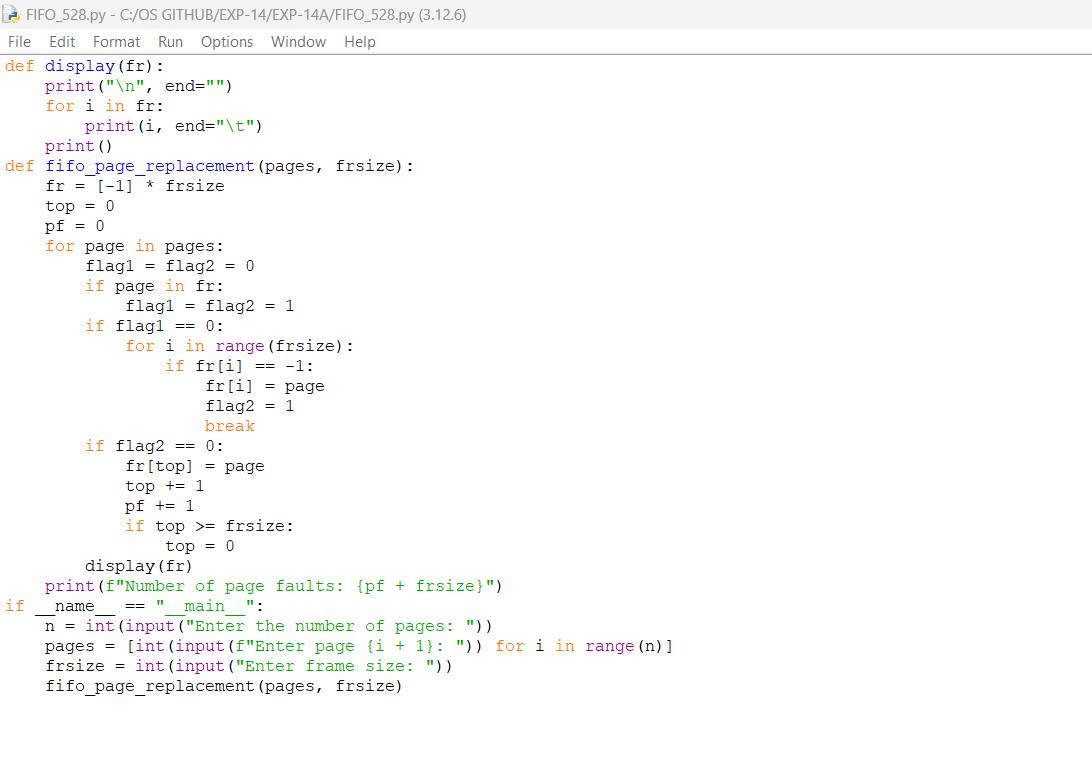 FIFO_528.py - C:/OS GITHUB/EXP-14/EXP-14A/FIFO_528.py (3.12.6)
File Edit Format Run Options Window Help
def display(fr):
    print("\n", end="")
    for i in fr:
        print(i, end="\t")
    print()
def fifo_page_replacement(pages, frsize):
    fr = [-1] * frsize
    top = 0
    pf = 0
    for page in pages:
        flag1 = flag2 = 0
        if page in fr:
            flag1 = flag2 = 1
        if flag1 == 0:
            for i in range(frsize):
                if fr[i] == -1:
                    fr[i] = page
                    flag2 = 1
                    break
        if flag2 == 0:
            fr[top] = page
            top += 1
            pf += 1
            if top >= frsize:
                top = 0
        display(fr)
    print(f"Number of page faults: {pf + frsize}")
if __name__ == "__main__":
    n = int(input("Enter the number of pages: "))
    pages = [int(input(f"Enter page {i + 1}: ")) for i in range(n)]
    frsize = int(input("Enter frame size: "))
    fifo_page_replacement(pages, frsize)